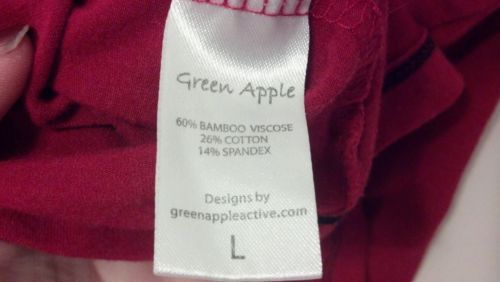 Green Apple
60% BAMBOO VISCOSE
26% COTTON
14% SPANDEX
Designs by
greenappleactive.com
L